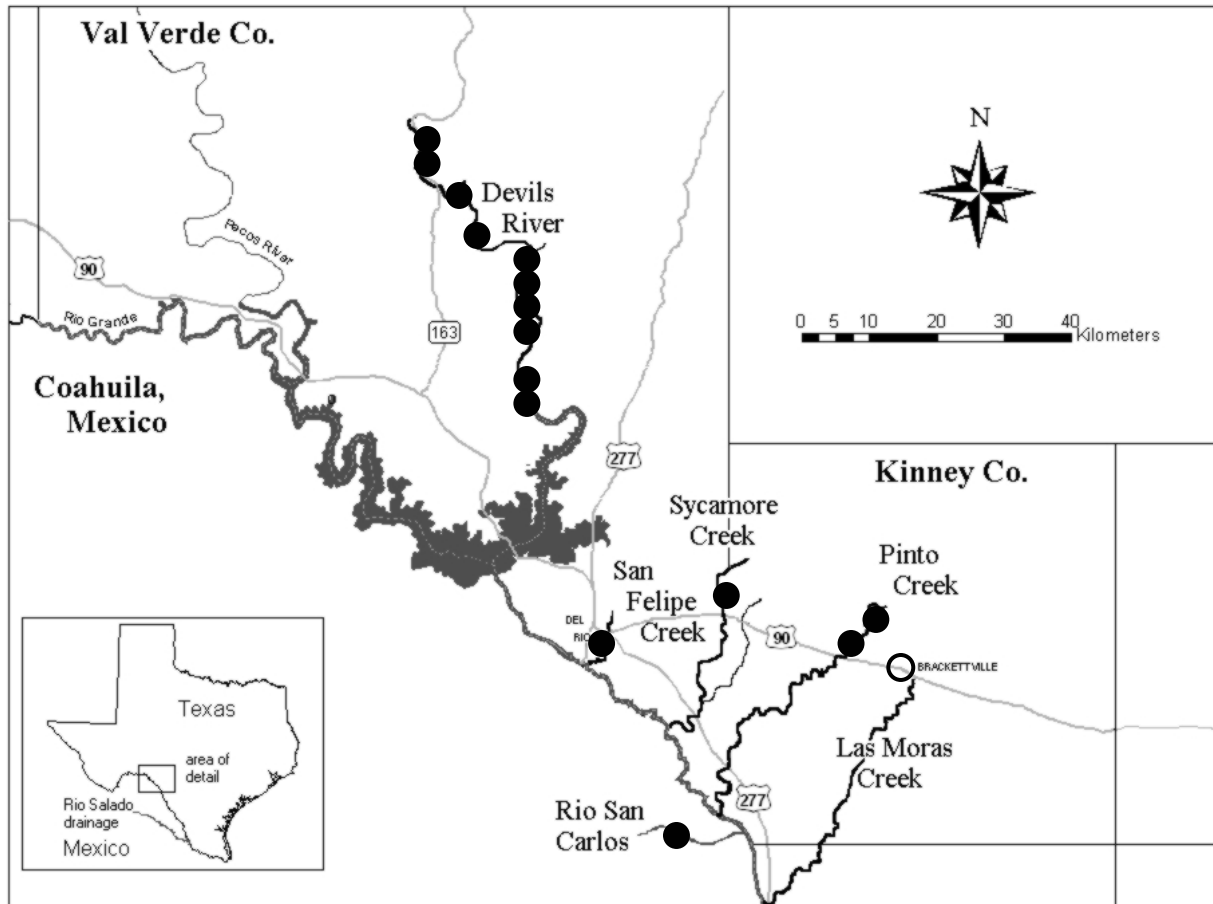 Val Verde Co.
N
Devils
River
Pecos River
90
Rio Grande
163
0 5 10 20 30 40
Kilometers
Coahuila,
Mexico
277
Kinney Co.
Sycamore
Creek
Pinto
Creek
San
Felipe
Creek
DEL
RIO
90
BRACKETTVILLE
Texas
area of
detail
Rio Salado
drainage
Mexico
Las Moras
Creek
277
Rio San
Carlos